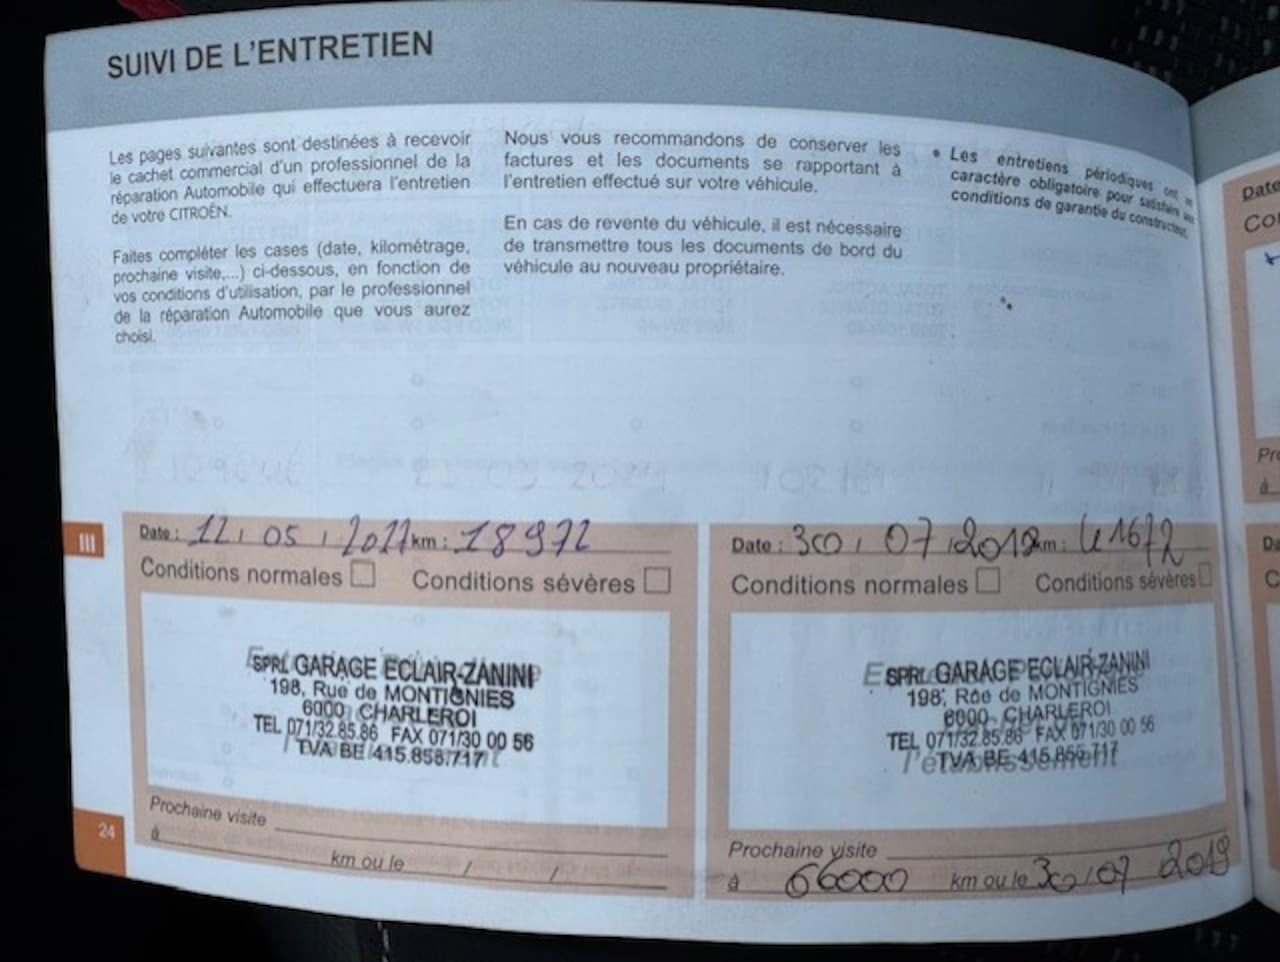 SUIVI DE L'ENTRETIEN
Les pages suivantes sont destinées à recevoir
le cachet commercial d'un professionnel de la
réparation Automobile qui effectuera l'entretien
de votre CITROËN.
Faites compléter les cases (date, kilométrage,
prochaine visite,...) ci-dessous, en fonction de
vos conditions d'utilisation, par le professionnel
de la réparation Automobile que vous aurez
choisi.
Nous vous recommandons de conserver les
factures et les documents se rapportant à
l'entretien effectué sur votre véhicule.
En cas de revente du véhicule, il est nécessaire
de transmettre tous les documents de bord du
véhicule au nouveau propriétaire.
• Les entretiens périodiques ont un
caractère obligatoire pour satisfaire aux
conditions de garantie du constructeur.
III
Date : 12 / 05 / 2017 km : 18972
Conditions normales Conditions sévères
SPRL GARAGE ECLAIR-ZANINI
198, Rue de MONTIGNIES
6000 CHARLEROI
TEL 071/32.85.86 FAX 071/30 00 56
TVA BE 415.858.717
Prochaine visite
à km ou le / /
Date : 30 / 07 / 2018 km : 41672
Conditions normales Conditions sévères
SPRL GARAGE ECLAIR-ZANINI
198, Rue de MONTIGNIES
6000 CHARLEROI
TEL 071/32.85.86 FAX 071/30 00 56
l'établissement
TVA BE 415.855.717
Prochaine visite
à 66000 km ou le 30 / 07 2019
24
Date